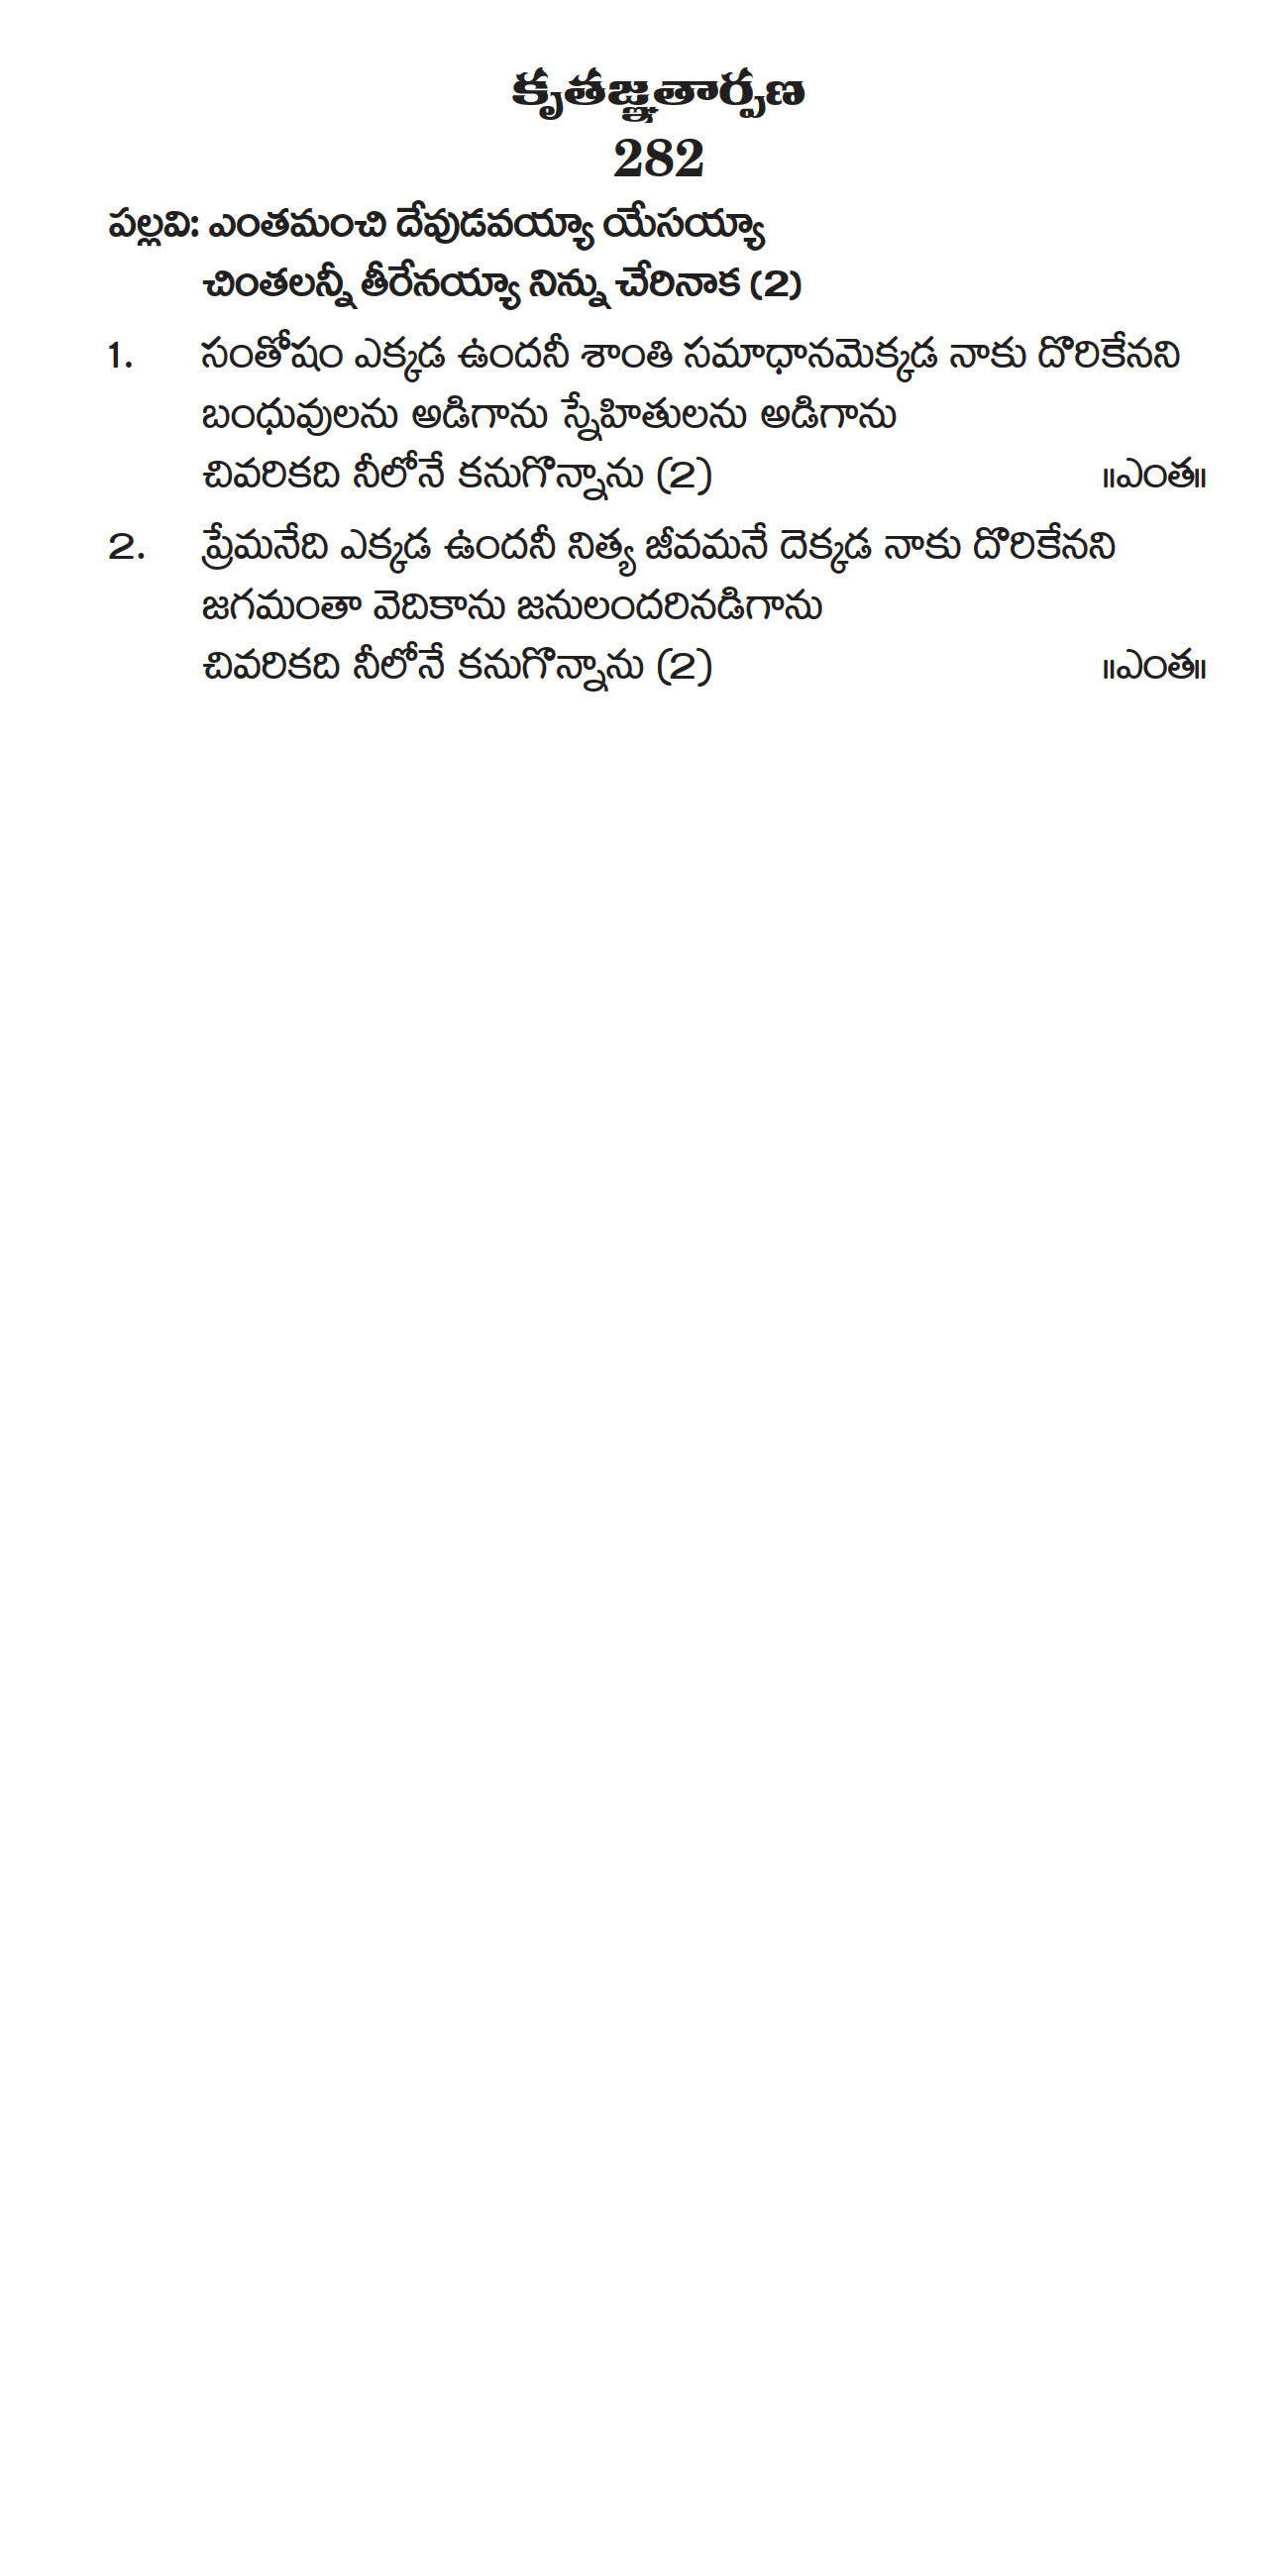 కృతజ్ఞతార్పణ
282
పల్లవి: ఎంతమంచి దేవుడవయ్యా యేసయ్యా
చింతలన్నీ తీరేనయ్యా నిన్ను చేరినాక (2)
1. సంతోషం ఎక్కడ ఉందనీ శాంతి సమాధానమెక్కడ నాకు దొరికేనని
బంధువులను అడిగాను స్నేహితులను అడిగాను
చివరికది నీలోనే కనుగొన్నాను (2) ॥ఎంత॥
2. ప్రేమనేది ఎక్కడ ఉందనీ నిత్య జీవమనే దెక్కడ నాకు దొరికేనని
జగమంతా వెదికాను జనులందరినడిగాను
చివరికది నీలోనే కనుగొన్నాను (2) ॥ఎంత॥